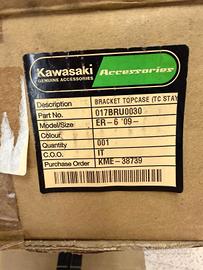 Kawasaki
GENUINE ACCESSORIES
Accessories
Description BRACKET TOPCASE (TC STAY
Part No. 017BRU0030
Model/Size ER-6 '09-
Colour
Quantity 001
C.O.O. IT
Purchase Order KME-38739